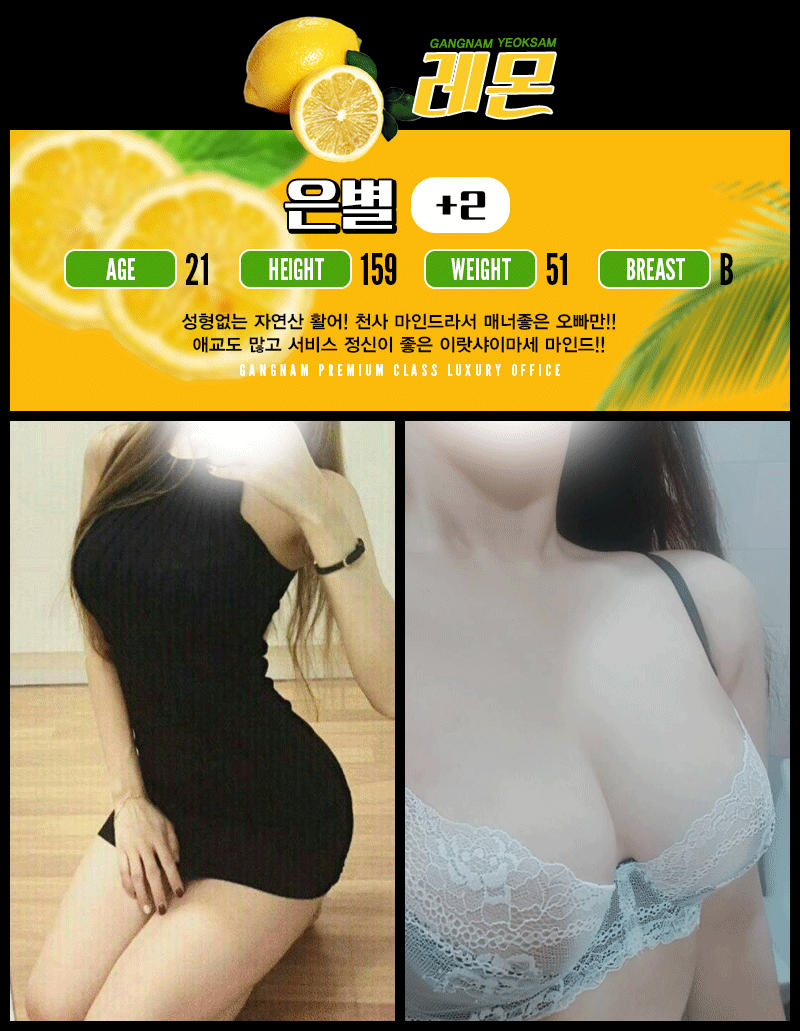 GANGNAM YEOKSAM
레몬
은별 +2
AGE 21 HEIGHT 159 WEIGHT 51 BREAST B
성형없는 자연산 활어! 천사 마인드라서 매너좋은 오빠만!!
애교도 많고 서비스 정신이 좋은 이랏샤이마세 마인드!!
GANGNAM PREMIUM CLASS LUXURY OFFICE